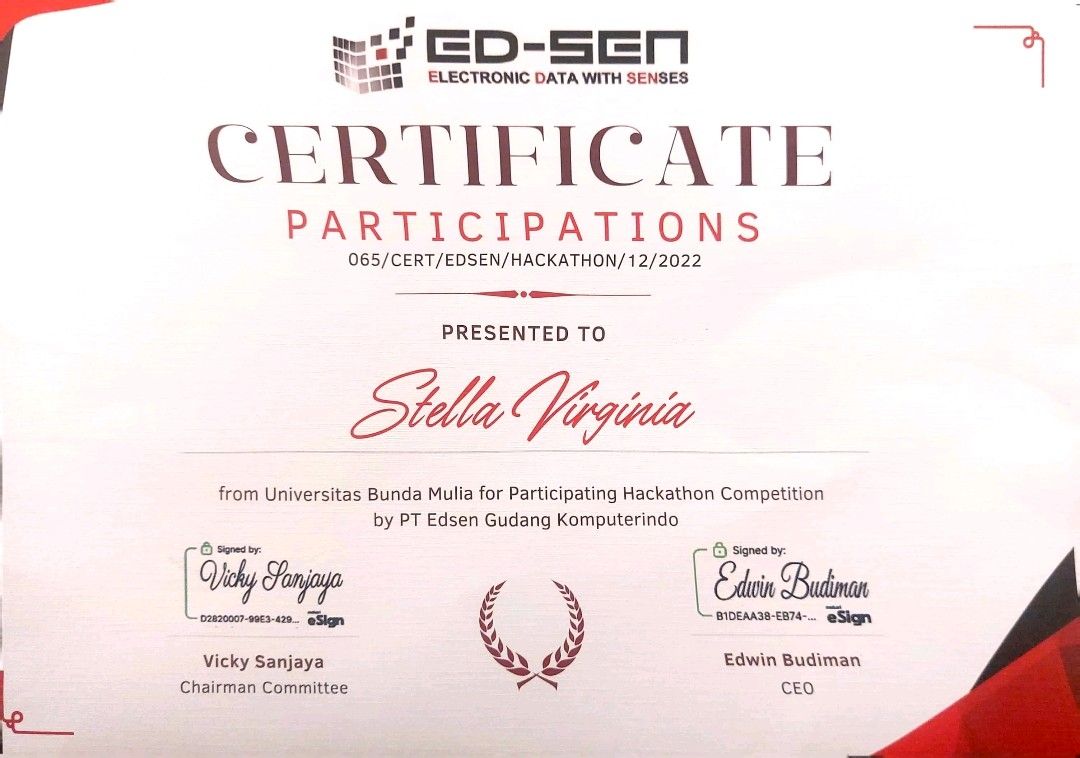 ED-SEN
ELECTRONIC DATA WITH SENSES
CERTIFICATE
PARTICIPATIONS
065/CERT/EDSEN/HACKATHON/12/2022
PRESENTED TO
Stella Virginia
from Universitas Bunda Mulia for Participating Hackathon Competition
by PT Edsen Gudang Komputerindo
Signed by:
Vicky Sanjaya
D2820007-99E3-429... eSign
Vicky Sanjaya
Chairman Committee
Signed by:
Edwin Budiman
B1DEAA38-EB74-... eSign
Edwin Budiman
CEO